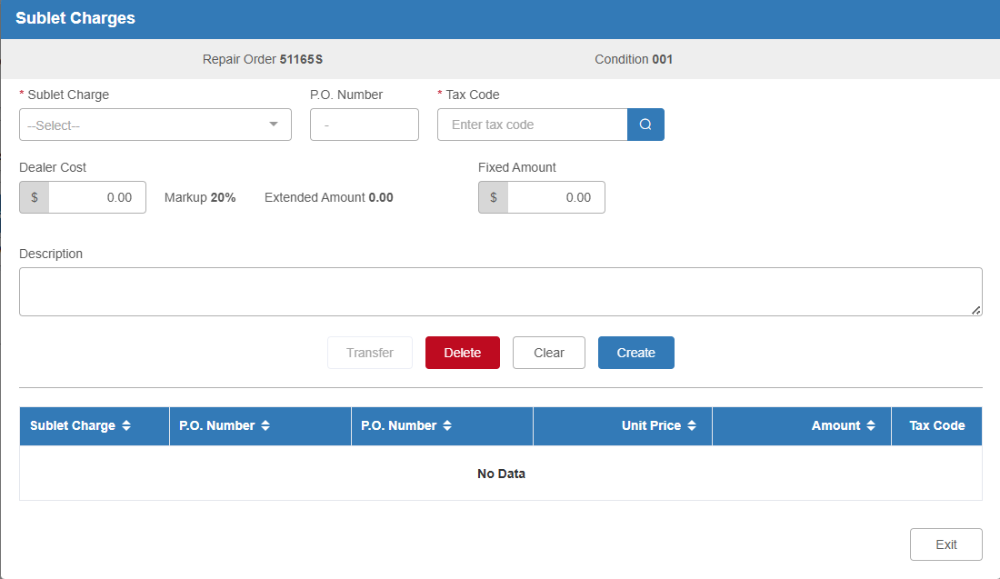 Sublet Charges
Repair Order 51165S Condition 001
* Sublet Charge P.O. Number * Tax Code
--Select-- - Enter tax code
Dealer Cost Fixed Amount
$ 0.00 Markup 20% Extended Amount 0.00 $ 0.00
Description
Transfer Delete Clear Create
Sublet Charge P.O. Number P.O. Number Unit Price Amount Tax Code
No Data
Exit